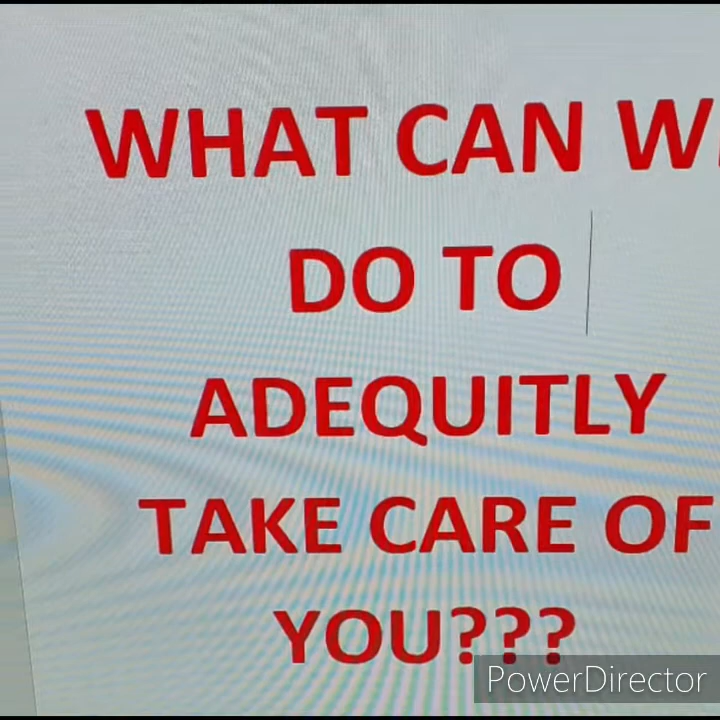 WHAT CAN W
DO TO
ADEQUITLY
TAKE CARE OF
YOU???
PowerDirector